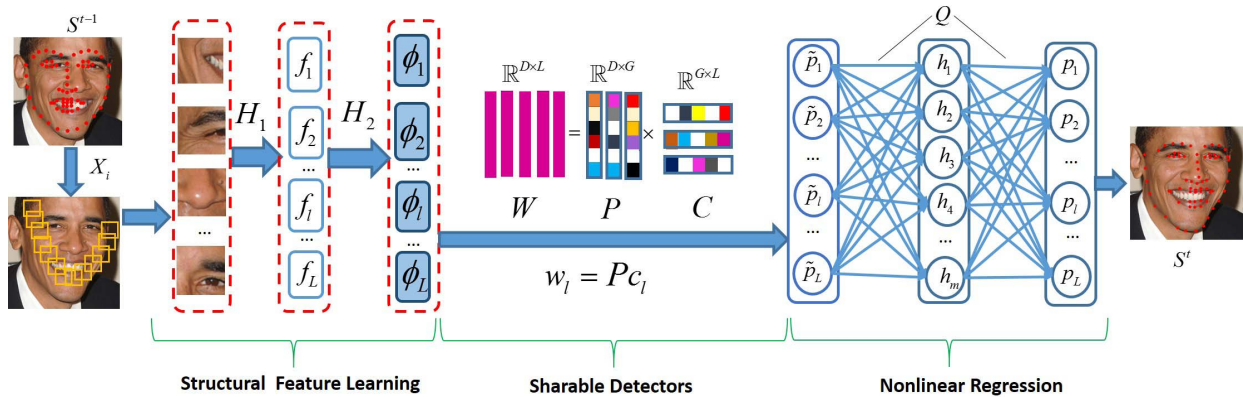 S^{t-1}
X_i
...
H_1
f_1
f_2
...
f_l
...
f_L
H_2
ϕ_1
ϕ_2
...
ϕ_l
...
ϕ_L
ℝ^{D×L}
ℝ^{D×G}
ℝ^{G×L}
= ×
W P C
w_l = Pc_l
Q
p̃_1
p̃_2
...
p̃_l
...
p̃_L
h_1
h_2
h_3
h_4
...
h_m
p_1
p_2
...
p_l
...
p_L
S^t
Structural Feature Learning
Sharable Detectors
Nonlinear Regression